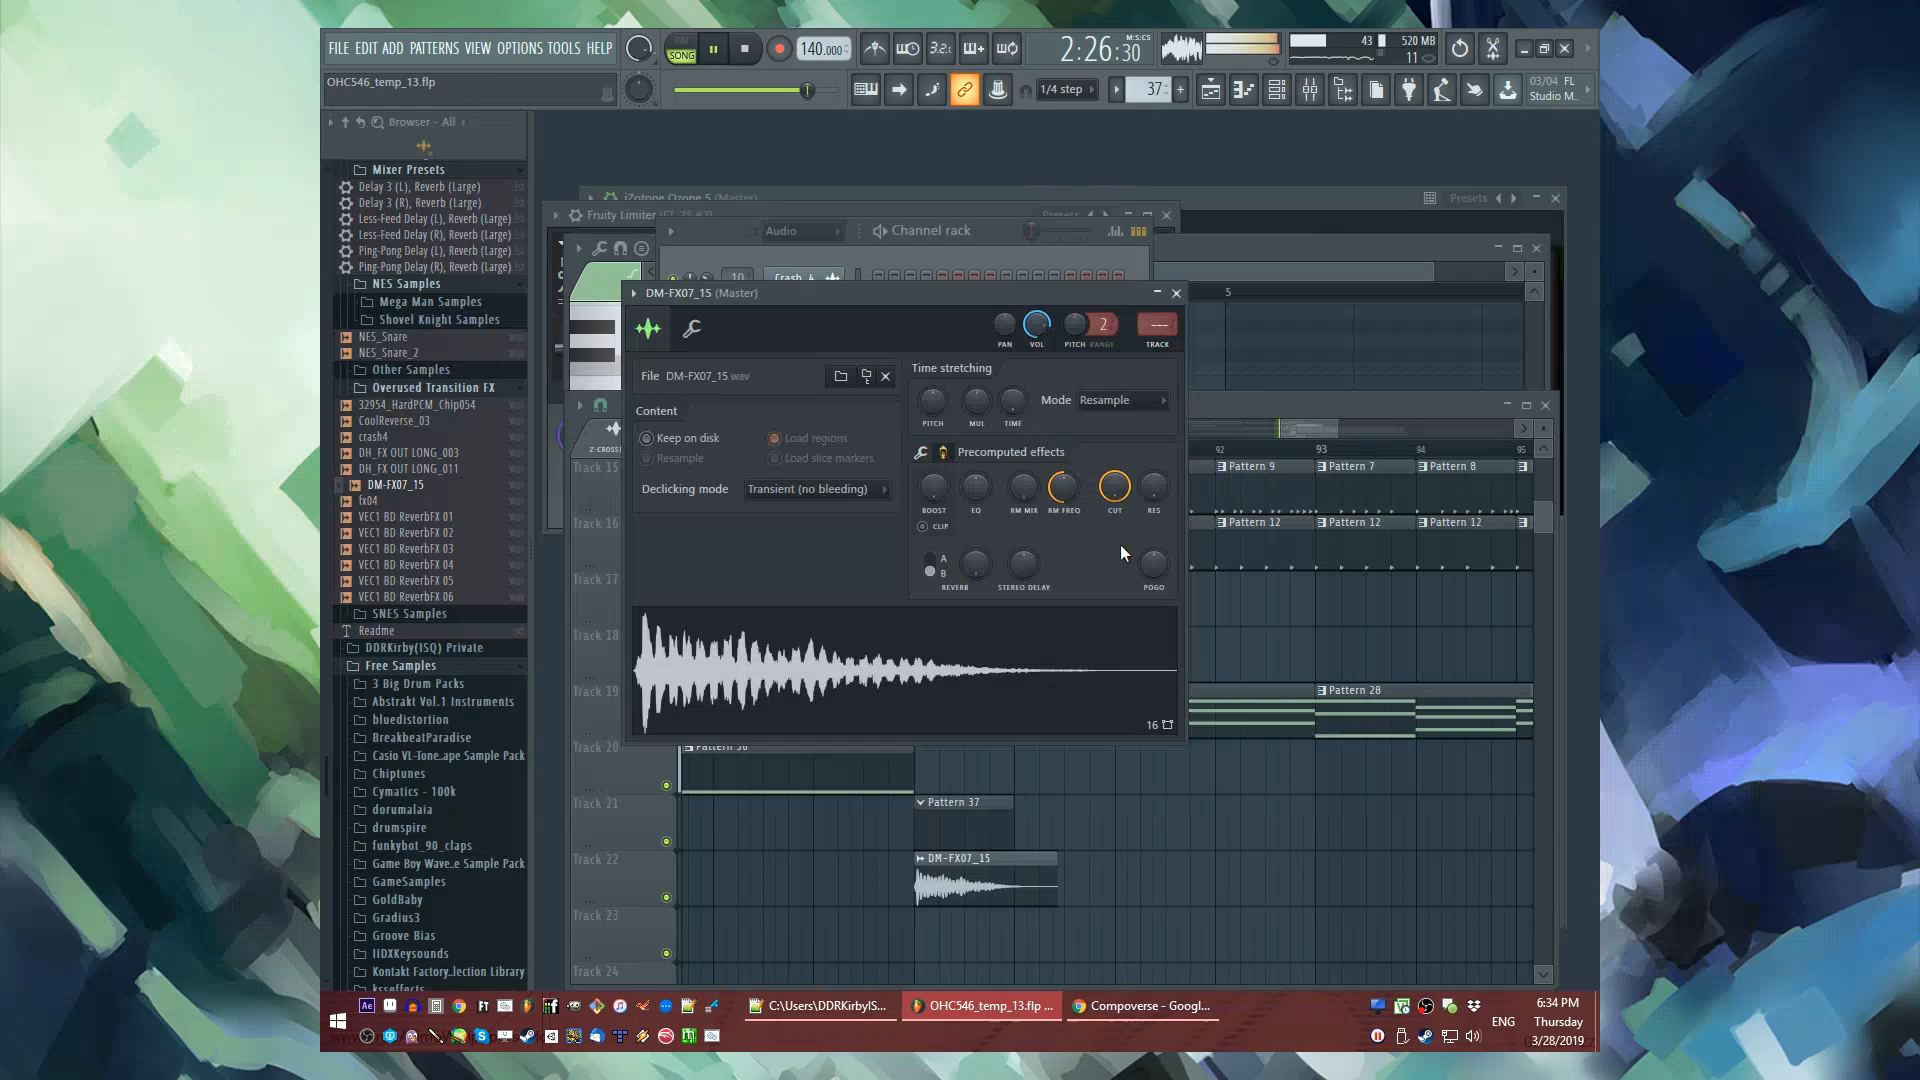 FILE EDIT ADD PATTERNS VIEW OPTIONS TOOLS HELP
PAT
SONG
140.000
3.2
2:26:30
M:S:CS
43
520 MB
11
OHC546_temp_13.flp
1/4 step
37
03/04 FL
Studio M..
Browser - All
Mixer Presets
Delay 3 (L), Reverb (Large)
Delay 3 (R), Reverb (Large)
Less-Feed Delay (L), Reverb (Large)
Less-Feed Delay (R), Reverb (Large)
Ping-Pong Delay (L), Reverb (Large)
Ping-Pong Delay (R), Reverb (Large)
NES Samples
Mega Man Samples
Shovel Knight Samples
NES_Snare
NES_Snare_2
Other Samples
Overused Transition FX
32954_HardPCM_Chip054
CoolReverse_03
crash4
DH_FX OUT LONG_003
DH_FX OUT LONG_011
DM-FX07_15
fx04
VEC1 BD ReverbFX 01
VEC1 BD ReverbFX 02
VEC1 BD ReverbFX 03
VEC1 BD ReverbFX 04
VEC1 BD ReverbFX 05
VEC1 BD ReverbFX 06
SNES Samples
Readme
DDRKirby(ISQ) Private
Free Samples
3 Big Drum Packs
Abstrakt Vol.1 Instruments
bluedistortion
BreakbeatParadise
Casio VL-Tone..ape Sample Pack
Chiptunes
Cymatics - 100k
dorumalaia
drumspire
funkybot_90_claps
Game Boy Wave..e Sample Pack
GameSamples
GoldBaby
Gradius3
Groove Bias
IIDXKeysounds
Kontakt Factory..lection Library
ksseffects
iZotope Ozone 5 (Master)
Presets
Fruity Limiter
Presets
Audio
Channel rack
10
Crash_4
5
DM-FX07_15 (Master)
PAN
VOL
PITCH
RANGE
2
---
TRACK
File DM-FX07_15.wav
Content
Keep on disk
Load regions
Resample
Load slice markers
Declicking mode
Transient (no bleeding)
Time stretching
PITCH
MUL
TIME
Mode
Resample
Precomputed effects
BOOST
EQ
RM MIX
RM FREQ
CUT
RES
CLIP
A
B
REVERB
STEREO DELAY
POGO
16
Z-CROSS
92
93
94
95
Track 15
Pattern 9
Pattern 7
Pattern 8
Track 16
Pattern 12
Pattern 12
Pattern 12
Track 17
Track 18
Track 19
Pattern 28
Track 20
Track 21
Pattern 37
Track 22
DM-FX07_15
Track 23
Track 24
C:\Users\DDRKirbyIS...
OHC546_temp_13.flp ...
Compoverse - Googl...
ENG
6:34 PM
Thursday
3/28/2019